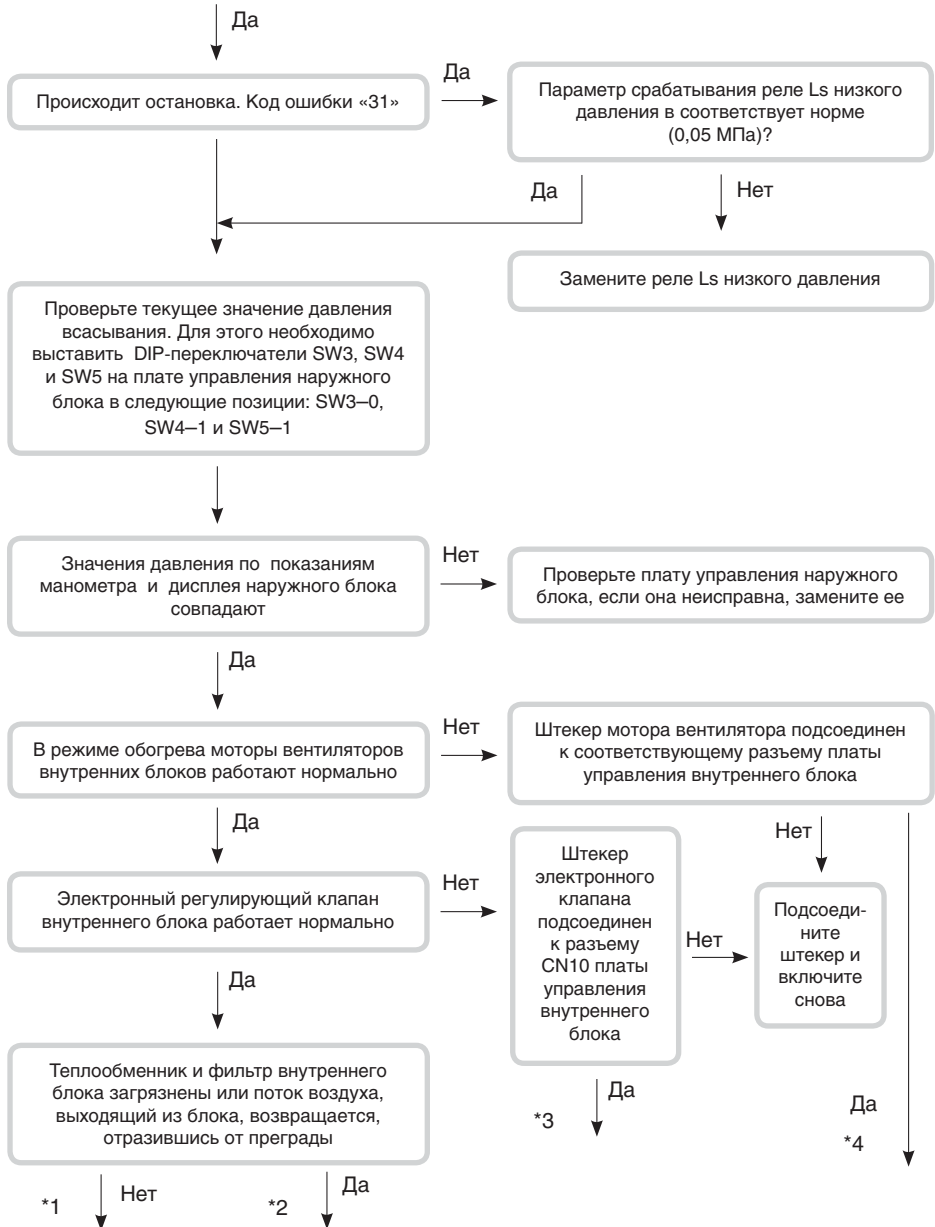 Да
Происходит остановка. Код ошибки «31»
Да
Параметр срабатывания реле Ls низкого
давления в соответствует норме
(0,05 МПа)?
Да
Нет
Замените реле Ls низкого давления
Проверьте текущее значение давления
всасывания. Для этого необходимо
выставить DIP-переключатели SW3, SW4
и SW5 на плате управления наружного
блока в следующие позиции: SW3–0,
SW4–1 и SW5–1
Значения давления по показаниям
манометра и дисплея наружного блока
совпадают
Нет
Проверьте плату управления наружного
блока, если она неисправна, замените ее
Да
В режиме обогрева моторы вентиляторов
внутренних блоков работают нормально
Нет
Штекер мотора вентилятора подсоединен
к соответствующему разъему платы
управления внутреннего блока
Да
Нет
Электронный регулирующий клапан
внутреннего блока работает нормально
Нет
Штекер
электронного
клапана
подсоединен
к разъему
CN10 платы
управления
внутреннего
блока
Нет
Подсоеди-
ните
штекер и
включите
снова
Да
Теплообменник и фильтр внутреннего
блока загрязнены или поток воздуха,
выходящий из блока, возвращается,
отразившись от преграды
Да
*3
Да
*4
*1
Нет
*2
Да